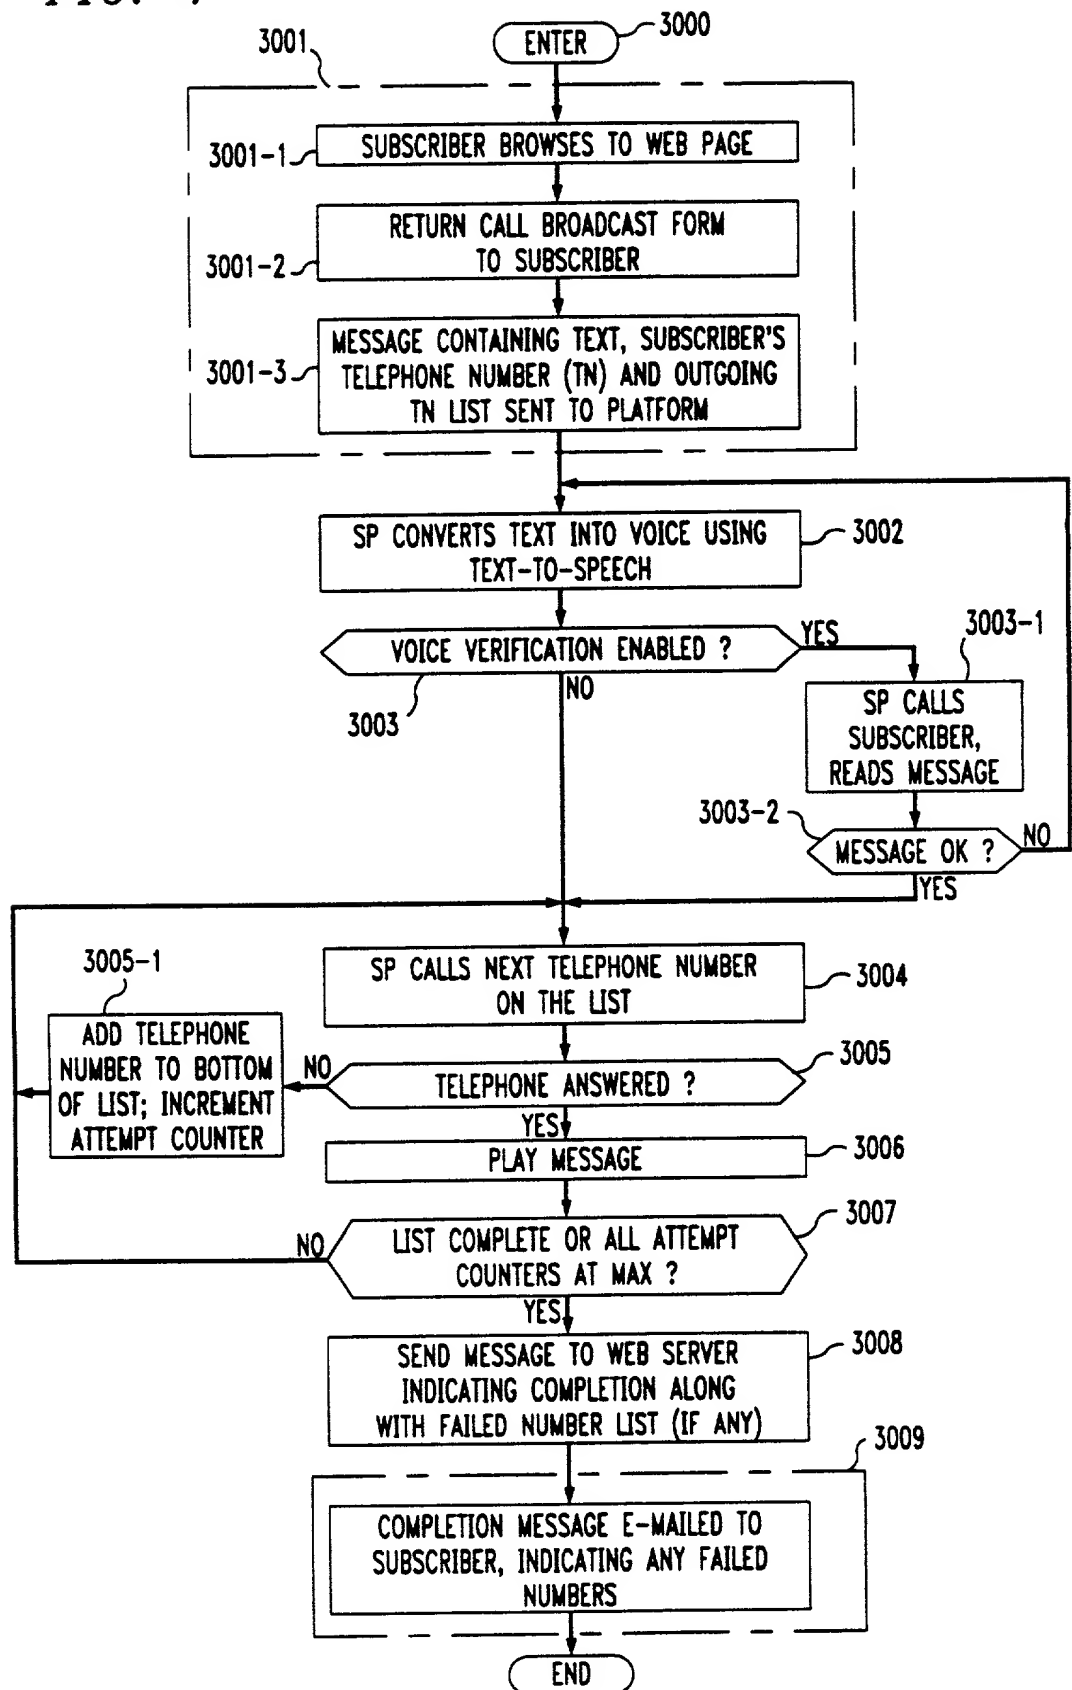 3000
ENTER
3001
3001-1
SUBSCRIBER BROWSES TO WEB PAGE
3001-2
RETURN CALL BROADCAST FORM
TO SUBSCRIBER
3001-3
MESSAGE CONTAINING TEXT, SUBSCRIBER'S
TELEPHONE NUMBER (TN) AND OUTGOING
TN LIST SENT TO PLATFORM
SP CONVERTS TEXT INTO VOICE USING
TEXT-TO-SPEECH
3002
VOICE VERIFICATION ENABLED ?
YES
NO
3003
3003-1
SP CALLS
SUBSCRIBER,
READS MESSAGE
3003-2
MESSAGE OK ?
NO
YES
SP CALLS NEXT TELEPHONE NUMBER
ON THE LIST
3004
3005-1
ADD TELEPHONE
NUMBER TO BOTTOM
OF LIST; INCREMENT
ATTEMPT COUNTER
NO
TELEPHONE ANSWERED ?
3005
YES
PLAY MESSAGE
3006
NO
LIST COMPLETE OR ALL ATTEMPT
COUNTERS AT MAX ?
3007
YES
SEND MESSAGE TO WEB SERVER
INDICATING COMPLETION ALONG
WITH FAILED NUMBER LIST (IF ANY)
3008
3009
COMPLETION MESSAGE E-MAILED TO
SUBSCRIBER, INDICATING ANY FAILED
NUMBERS
END